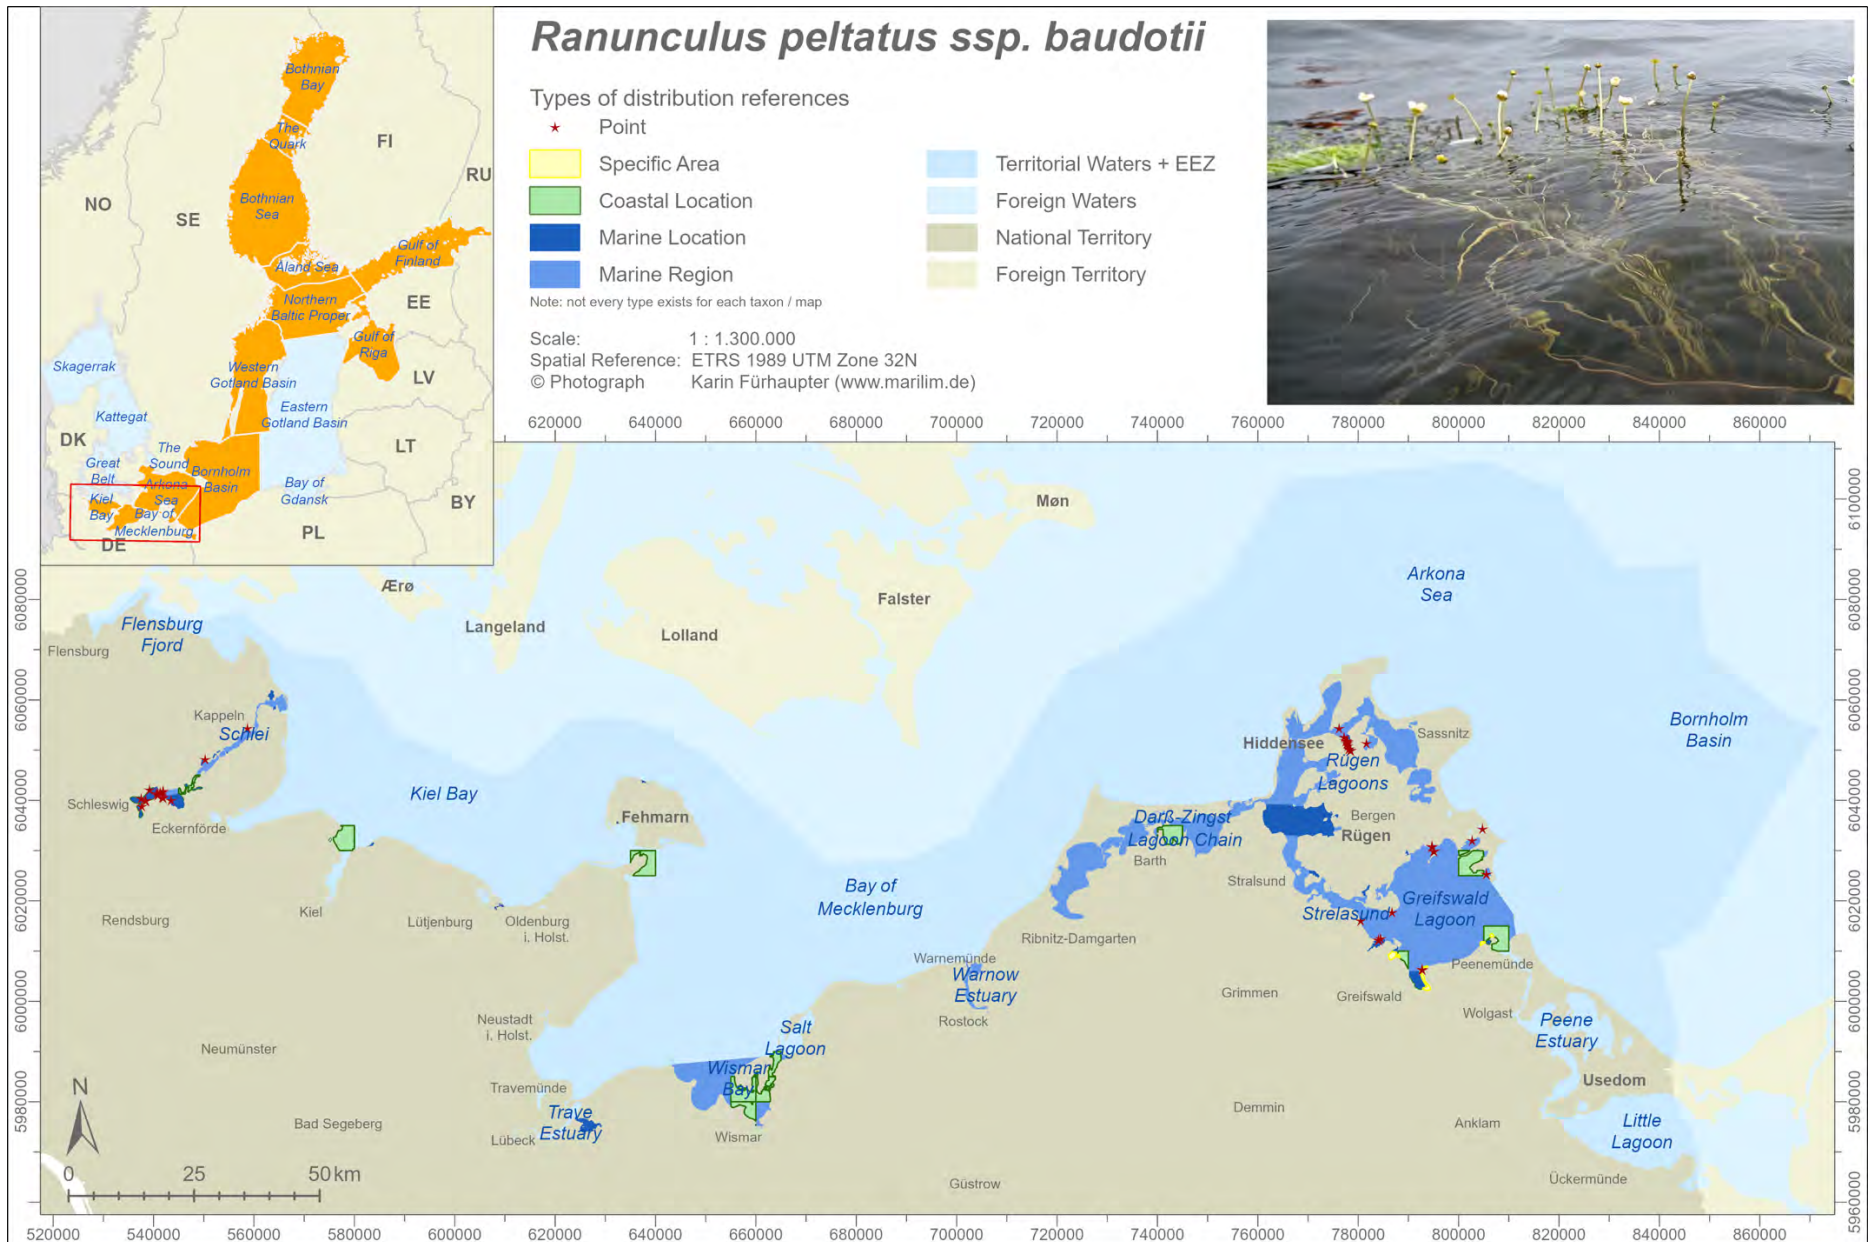 Ranunculus peltatus ssp. baudotii
Types of distribution references
Point
Specific Area
Coastal Location
Marine Location
Marine Region
Territorial Waters + EEZ
Foreign Waters
National Territory
Foreign Territory
Note: not every type exists for each taxon / map
Scale: 1 : 1.300.000
Spatial Reference: ETRS 1989 UTM Zone 32N
© Photograph Karin Fürhaupter (www.marilim.de)
Bothnian
Bay
The
Quark
FI
RU
NO
SE
Bothnian
Sea
Gulf of
Finland
Åland Sea
Northern
Baltic Proper
EE
Gulf of
Riga
Skagerrak
Western
Gotland Basin
LV
Kattegat
Eastern
Gotland Basin
DK
The
Sound
LT
Great
Belt
Bornholm
Basin
Arkona
Sea
Bay of
Gdansk
Kiel
Bay
Bay of
Mecklenburg
BY
DE
PL
620000 640000 660000 680000 700000 720000 740000 760000 780000 800000 820000 840000 860000
Møn
Arkona
Sea
Ærø
Falster
Langeland
Lolland
Flensburg
Fjord
Flensburg
Kappeln
Schlei
Schleswig
Eckernförde
Kiel Bay
Fehmarn
Hiddensee
Sassnitz
Rügen
Lagoons
Bornholm
Basin
Darß-Zingst
Lagoon Chain
Bergen
Rügen
Barth
Stralsund
Bay of
Mecklenburg
Greifswald
Lagoon
Strelasund
Rendsburg
Kiel
Lütjenburg
Oldenburg
i. Holst.
Ribnitz-Damgarten
Warnemünde
Warnow
Estuary
Rostock
Peenemünde
Grimmen
Greifswald
Wolgast
Peene
Estuary
Neustadt
i. Holst.
Salt
Lagoon
Neumünster
Wismar
Bay
Usedom
Travemünde
Trave
Estuary
Bad Segeberg
Lübeck
Wismar
Demmin
Anklam
Little
Lagoon
Güstrow
Ückermünde
N
0 25 50 km
6080000
6060000
6040000
6020000
6000000
5980000
6100000
6080000
6060000
6040000
6020000
6000000
5980000
5960000
520000 540000 560000 580000 600000 620000 640000 660000 680000 700000 720000 740000 760000 780000 800000 820000 840000 860000